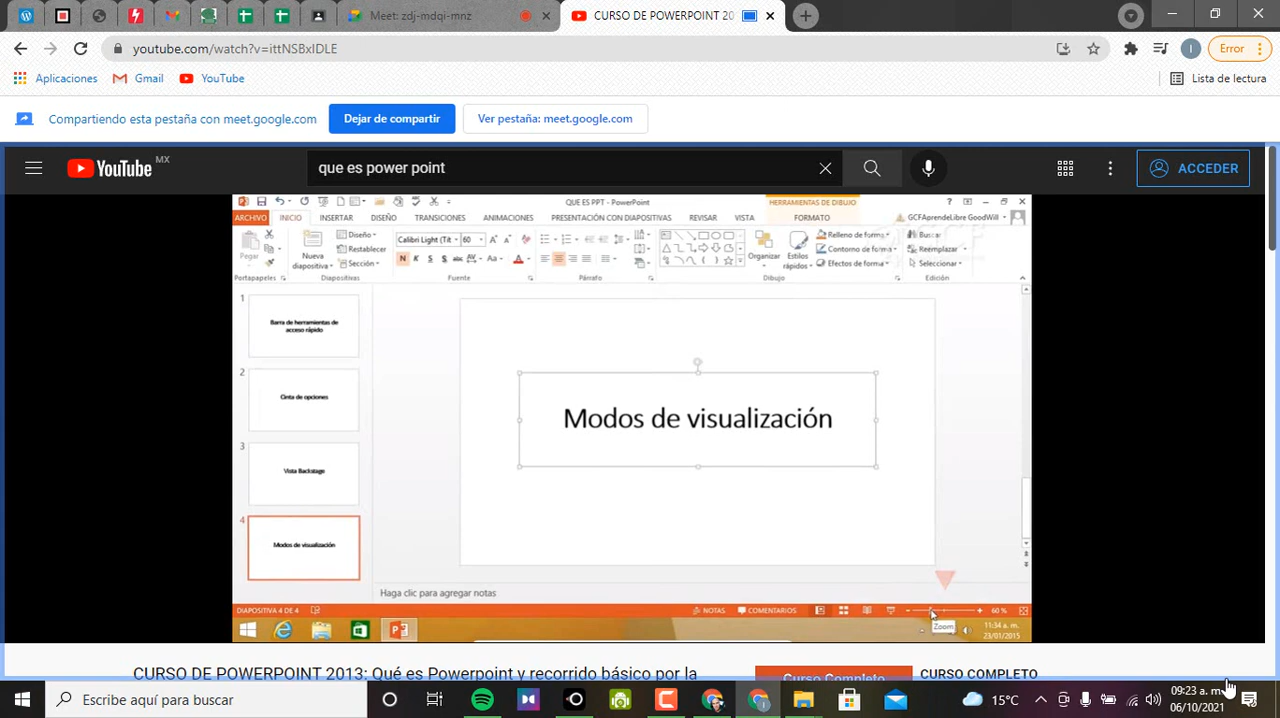 Meet: zdj-mdqi-mnz
CURSO DE POWERPOINT 20
youtube.com/watch?v=ittNSBxIDLE
Error
Aplicaciones
Gmail
YouTube
Lista de lectura
Compartiendo esta pestaña con meet.google.com
Dejar de compartir
Ver pestaña: meet.google.com
YouTube MX
que es power point
ACCEDER
QUE ES PPT - PowerPoint
HERRAMIENTAS DE DIBUJO
ARCHIVO INICIO INSERTAR DISEÑO TRANSICIONES ANIMACIONES PRESENTACIÓN CON DIAPOSITIVAS REVISAR VISTA FORMATO
GCFAprendeLibre GoodWill
Pegar
Nueva diapositiva
Diseño
Restablecer
Sección
Calibri Light (Tít 60
Organizar
Estilos rápidos
Relleno de forma
Contorno de forma
Efectos de forma
Buscar
Reemplazar
Seleccionar
Portapapeles Diapositivas Fuente Párrafo Dibujo Edición
1
Barra de herramientas de
acceso rápido
2
Cinta de opciones
3
Vista Backstage
4
Modos de visualización
Modos de visualización
Haga clic para agregar notas
DIAPOSITIVA 4 DE 4
NOTAS
COMENTARIOS
60 %
Zoom
11:34 a. m.
23/01/2015
CURSO DE POWERPOINT 2013: Qué es Powerpoint y recorrido básico por la
Curso Completo
CURSO COMPLETO
Escribe aquí para buscar
15°C
09:23 a. m.
06/10/2021